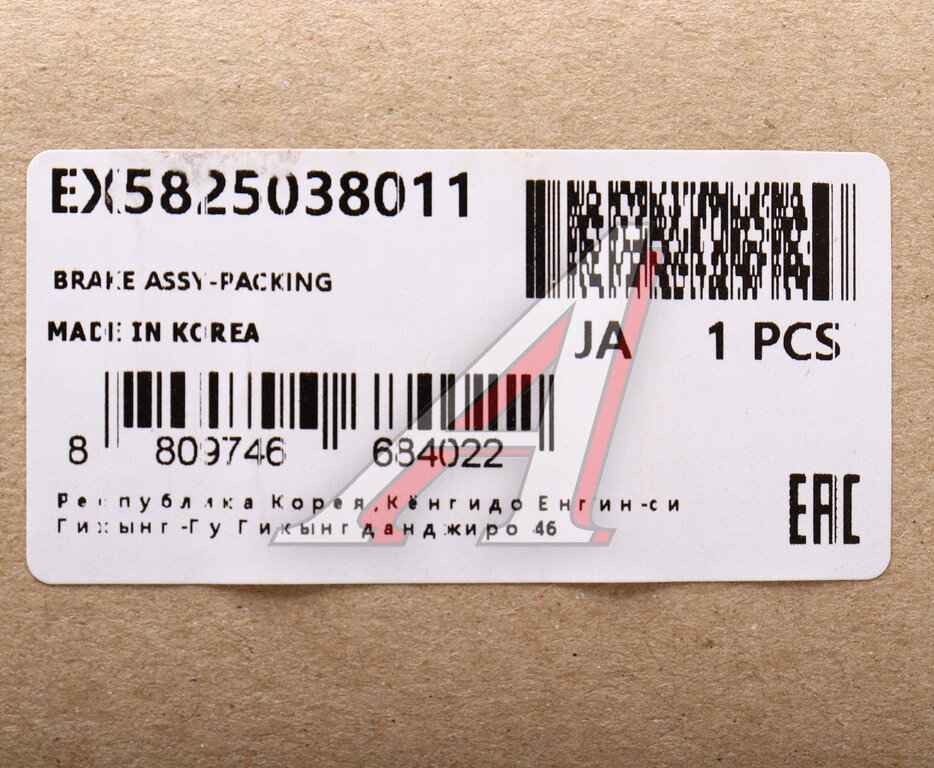 EX5825038011
BRAKE ASSY-PACKING
MADE IN KOREA
JA 1 PCS
8 809746 684022
Республика Корея, Кёнгидо Енгин-си
Гихынг-Гу Гихынгданджиро 46
EAC